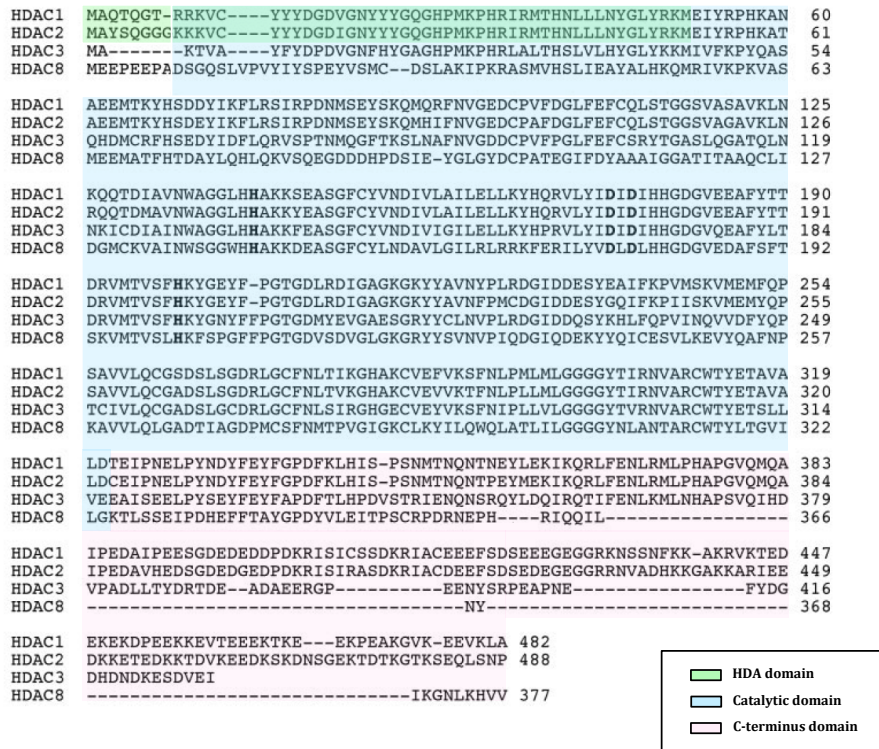 HDAC1 MAQTQGT-RRKVC----YYYDGDVGNYYYGQGHPMKPHRIRMTHNLLLNYGLYRKMEIYRPHKAN 60
HDAC2 MAYSQGGGKKKVC----YYYDGDIGNYYYGQGHPMKPHRIRMTHNLLLNYGLYRKMEIYRPHKAT 61
HDAC3 MA-------KTVA----YFYDPDVGNFHYGAGHPMKPHRLALTHSLVLHYGLYKKMIVFKPYQAS 54
HDAC8 MEEPEEPADSGQSLVPVYIYSPEYVSMC--DSLAKIPKRASMVHSLIEAYALHKQMRIVKPKVAS 63
HDAC1 AEEMTKYHSDDYIKFLRSIRPDNMSEYSKQMQRFNVGEDCPVFDGLFEFCQLSTGGSVASAVKLN 125
HDAC2 AEEMTKYHSDEYIKFLRSIRPDNMSEYSKQMHIFNVGEDCPAFDGLFEFCQLSTGGSVAGAVKLN 126
HDAC3 QHDMCRFHSEDYIDFLQRVSPTNMQGFTKSLNAFNVGDDCPVFPGLFEFCSRYTGASLQGATQLN 119
HDAC8 MEEMATFHTDAYLQHLQKVSQEGDDDHPDSIE-YGLGYDCPATEGIFDYAAAIGGATITAAQCLI 127
HDAC1 KQQTDIAVNWAGGLHHAKKSEASGFCYVNDIVLAILELLKYHQRVLYIDIDIHHGDGVEEAFYTT 190
HDAC2 RQQTDMAVNWAGGLHHAKKYEASGFCYVNDIVLAILELLKYHQRVLYIDIDIHHGDGVEEAFYTT 191
HDAC3 NKICDIAINWAGGLHHAKKFEASGFCYVNDIVIGILELLKYHPRVLYIDIDIHHGDGVQEAFYLT 184
HDAC8 DGMCKVAINWSGGWHHAKKDEASGFCYLNDAVLGILRLRRKFERILYVDLDLHHGDGVEDAFSFT 192
HDAC1 DRVMTVSFHKYGEYF-PGTGDLRDIGAGKGKYYAVNYPLRDGIDDESYEAIFKPVMSKVMEMFQP 254
HDAC2 DRVMTVSFHKYGEYF-PGTGDLRDIGAGKGKYYAVNFPMCDGIDDESYGQIFKPIISKVMEMYQP 255
HDAC3 DRVMTVSFHKYGNYFFPGTGDMYEVGAESGRYYCLNVPLRDGIDDQSYKHLFQPVINQVVDFYQP 249
HDAC8 SKVMTVSLHKFSPGFFPGTGDVSDVGLGKGRYYSVNVPIQDGIQDEKYYQICESVLKEVYQAFNP 257
HDAC1 SAVVLQCGSDSLSGDRLGCFNLTIKGHAKCVEFVKSFNLPMLMLGGGGYTIRNVARCWTYETAVA 319
HDAC2 SAVVLQCGADSLSGDRLGCFNLTVKGHAKCVEVVKTFNLPLLMLGGGGYTIRNVARCWTYETAVA 320
HDAC3 TCIVLQCGADSLGCDRLGCFNLSIRGHGECVEYVKSFNIPLLVLGGGGYTVRNVARCWTYETSLL 314
HDAC8 KAVVLQLGADTIAGDPMCSFNMTPVGIGKCLKYILQWQLATLILGGGGYNLANTARCWTYLTGVI 322
HDAC1 LDTEIPNELPYNDYFEYFGPDFKLHIS-PSNMTNQNTNEYLEKIKQRLFENLRMLPHAPGVQMQA 383
HDAC2 LDCEIPNELPYNDYFEYFGPDFKLHIS-PSNMTNQNTPEYMEKIKQRLFENLRMLPHAPGVQMQA 384
HDAC3 VEEAISEELPYSEYFEYFAPDFTLHPDVSTRIENQNSRQYLDQIRQTIFENLKMLNHAPSVQIHD 379
HDAC8 LGKTLSSEIPDHEFFTAYGPDYVLEITPSCRPDRNEPH----RIQQIL----------------- 366
HDAC1 IPEDAIPEESGDEDEDDPDKRISICSSDKRIACEEEFSDSEEEGEGGRKNSSNFKK-AKRVKTED 447
HDAC2 IPEDAVHEDSGDEDGEDPDKRISIRASDKRIACDEEFSDSEDEGEGGRRNVADHKKGAKKARIEE 449
HDAC3 VPADLLTYDRTDE--ADAEERGP----------EENYSRPEAPNE----------------FYDG 416
HDAC8 -----------------------------------NY---------------------------- 368
HDAC1 EKEKDPEEKKEVTEEEKTKE---EKPEAKGVK-EEVKLA 482
HDAC2 DKKETEDKKTDVKEEDKSKDNSGEKTDTKGTKSEQLSNP 488
HDAC3 DHDNDKESDVEI
HDAC8 ------------------------------IKGNLKHVV 377
HDA domain
Catalytic domain
C-terminus domain